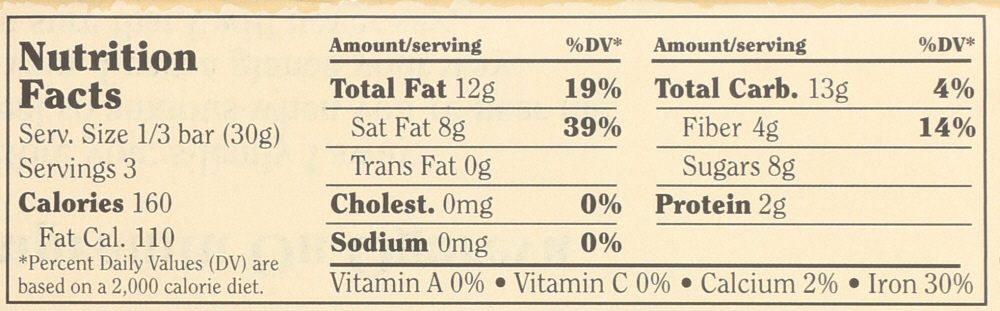 Nutrition
Facts
Serv. Size 1/3 bar (30g)
Servings 3
Calories 160
Fat Cal. 110
*Percent Daily Values (DV) are
based on a 2,000 calorie diet.
Amount/serving %DV*
Total Fat 12g 19%
Sat Fat 8g 39%
Trans Fat 0g
Cholest. 0mg 0%
Sodium 0mg 0%
Amount/serving %DV*
Total Carb. 13g 4%
Fiber 4g 14%
Sugars 8g
Protein 2g
Vitamin A 0% • Vitamin C 0% • Calcium 2% • Iron 30%